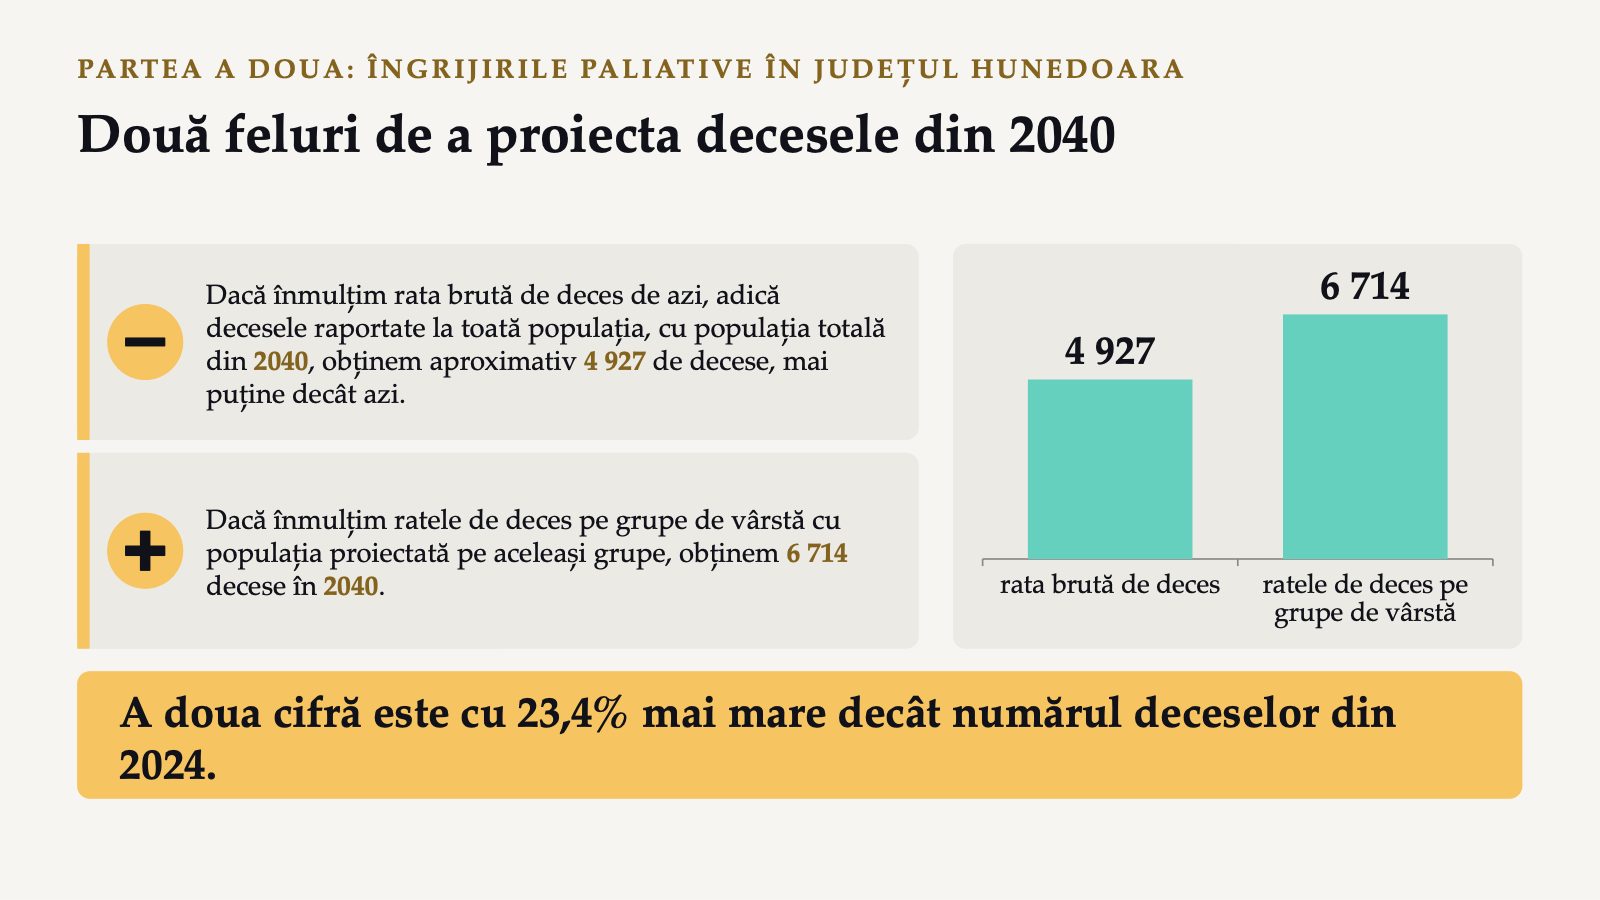 PARTEA A DOUA: ÎNGRIJIRILE PALIATIVE ÎN JUDEȚUL HUNEDOARA
Două feluri de a proiecta decesele din 2040
Dacă înmulțim rata brută de deces de azi, adică
decesele raportate la toată populația, cu populația totală
din 2040, obținem aproximativ 4 927 de decese, mai
puține decât azi.
Dacă înmulțim ratele de deces pe grupe de vârstă cu
populația proiectată pe aceleași grupe, obținem 6 714
decese în 2040.
4 927
6 714
rata brută de deces
ratele de deces pe
grupe de vârstă
A doua cifră este cu 23,4% mai mare decât numărul deceselor din
2024.